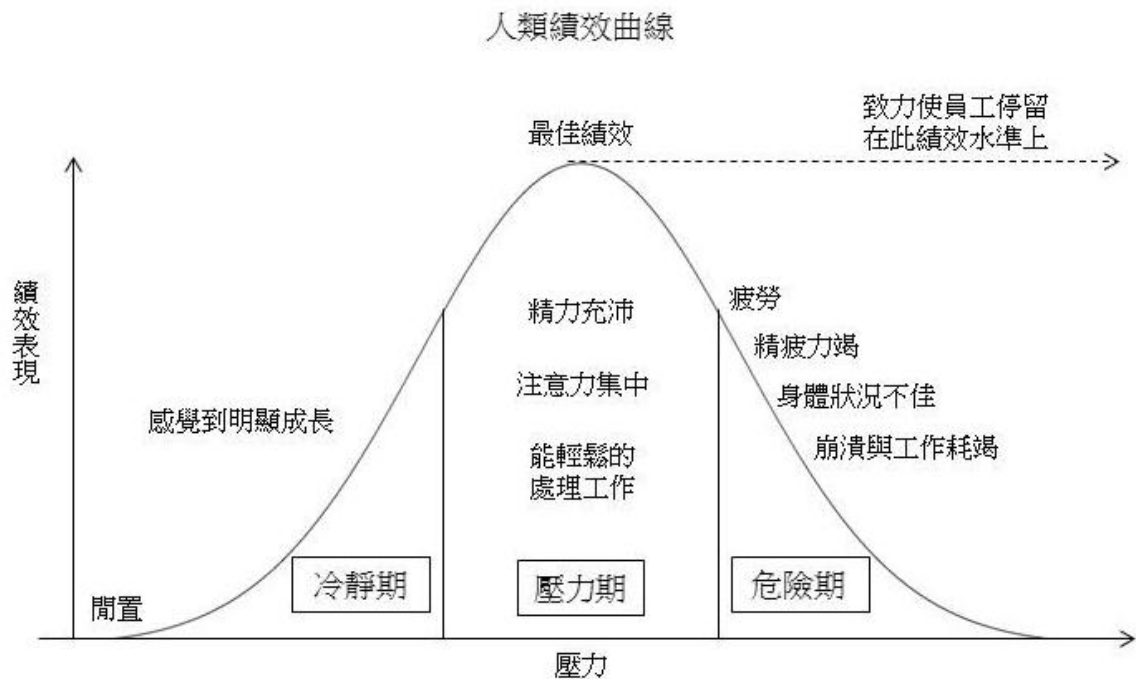 人類績效曲線
致力使員工停留
在此績效水準上
最佳績效
績效表現
疲勞
精力充沛
精疲力竭
注意力集中
身體狀況不佳
感覺到明顯成長
崩潰與工作耗竭
能輕鬆的
處理工作
冷靜期
壓力期
危險期
閒置
壓力